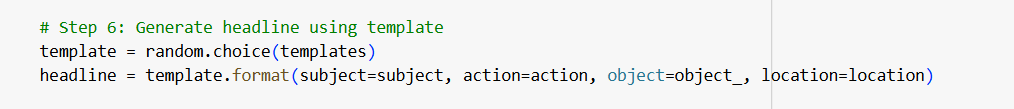 # Step 6: Generate headline using template
template = random.choice(templates)
headline = template.format(subject=subject, action=action, object=object_, location=location)